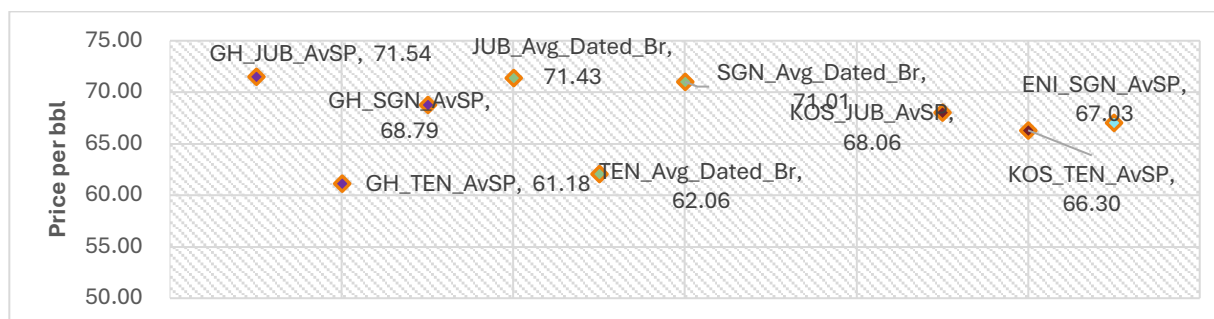 Price per bbl
75.00
70.00
65.00
60.00
55.00
50.00
GH_JUB_AvSP, 71.54
GH_TEN_AvSP, 61.18
GH_SGN_AvSP,
68.79
JUB_Avg_Dated_Br,
71.43
TEN_Avg_Dated_Br,
62.06
SGN_Avg_Dated_Br,
71.01
KOS_JUB_AvSP,
68.06
KOS_TEN_AvSP,
66.30
ENI_SGN_AvSP,
67.03